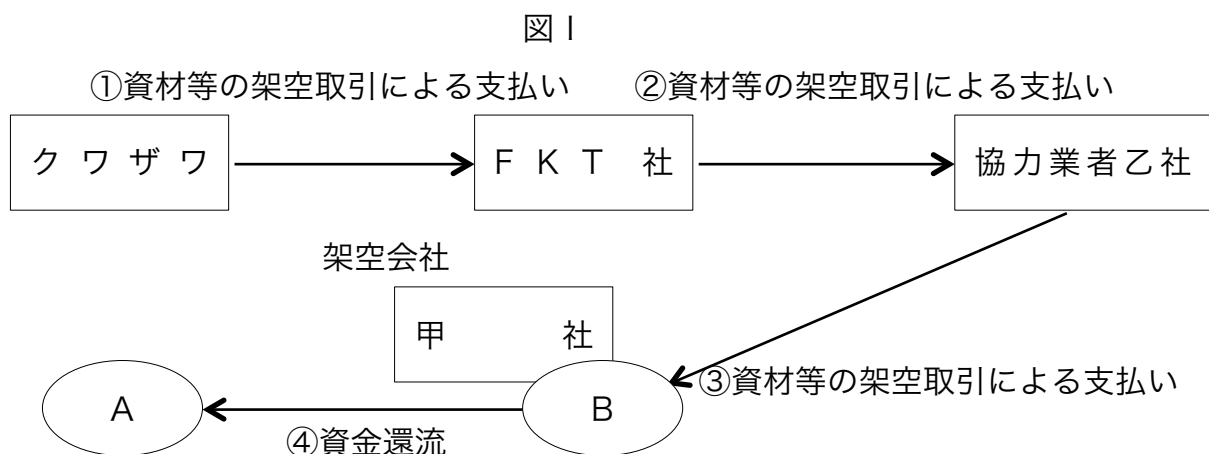 図Ⅰ
①資材等の架空取引による支払い
②資材等の架空取引による支払い
クワザワ
ＦＫＴ 社
協力業者乙社
架空会社
甲 社
③資材等の架空取引による支払い
A
B
④資金還流